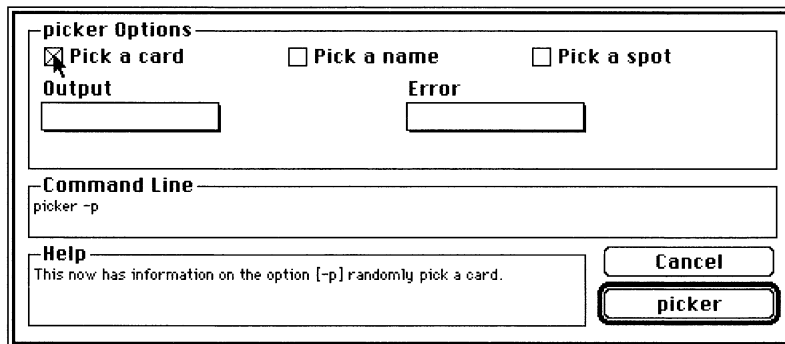 picker Options
Pick a card Pick a name Pick a spot
Output Error
Command Line
picker -p
Help
This now has information on the option [-p] randomly pick a card.
Cancel
picker